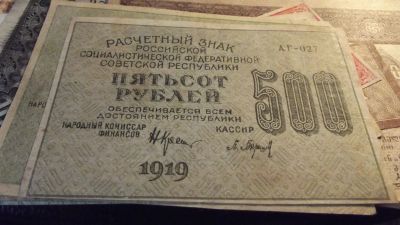 РАСЧЕТНЫЙ ЗНАК
РОССИЙСКОЙ
АГ-027
СОЦИАЛИСТИЧЕСКОЙ ФЕДЕРАТИВНОЙ
СОВЕТСКОЙ РЕСПУБЛИКИ
ПЯТЬСОТ
РУБЛЕЙ
500
ОБЕСПЕЧИВАЕТСЯ ВСЕМ
ДОСТОЯНИЕМ РЕСПУБЛИКИ
НАРОДНЫЙ КОМИССАР
ФИНАНСОВ
КАССИР
1919